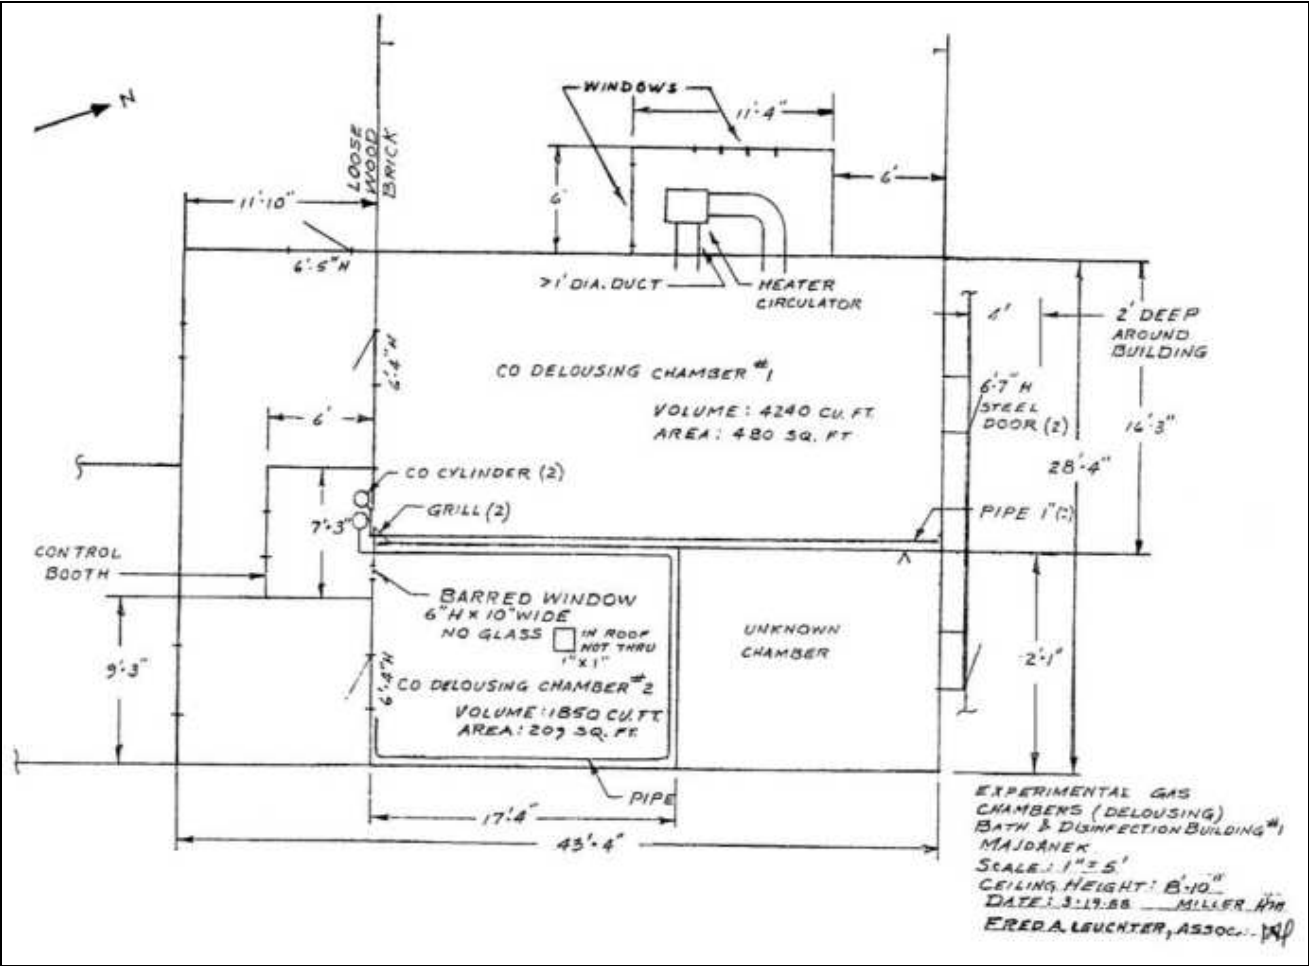 WINDOWS
11'-4"
N
LOOSE
WOOD
BRICK
6'
6'
11'-10"
6'-5"H
>1' DIA. DUCT
HEATER
CIRCULATOR
4'
2' DEEP
AROUND
BUILDING
6'-4"H
CO DELOUSING CHAMBER #1
VOLUME: 4240 CU. FT.
AREA: 480 SQ. FT
6'-7" H
STEEL
DOOR (2)
28'-4"
6'
CO CYLINDER (2)
GRILL (2)
7'-3"
PIPE 1"
CONTROL
BOOTH
BARRED WINDOW
6"H X 10" WIDE
NO GLASS
IN ROOF
NOT THRU
1" X 1"
UNKNOWN
CHAMBER
9'-3"
6'-4"H
CO DELOUSING CHAMBER #2
VOLUME: 1850 CU. FT.
AREA: 209 SQ. FT.
2'-1"
PIPE
17'-4"
43'-4"
EXPERIMENTAL GAS
CHAMBERS (DELOUSING)
BATH & DISINFECTION BUILDING #1
MAJDANEK
SCALE: 1" = 5'
CEILING HEIGHT: 8'-10"
DATE: 3-19-88 MILLER
FRED A. LEUCHTER, ASSOC.